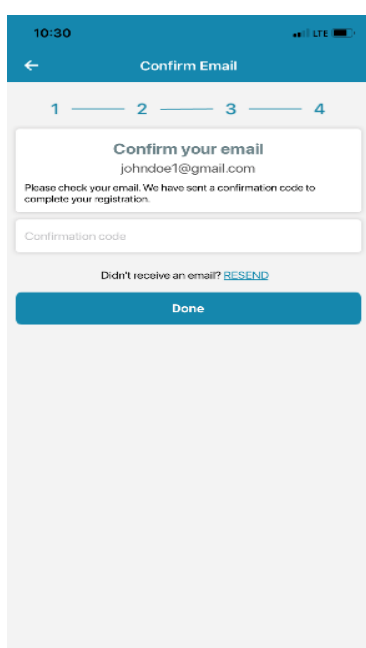 10:30 LTE
Confirm Email
1 2 3 4
Confirm your email
johndoe1@gmail.com
Please check your email. We have sent a confirmation code to
complete your registration.
Confirmation code
Didn't receive an email? RESEND
Done